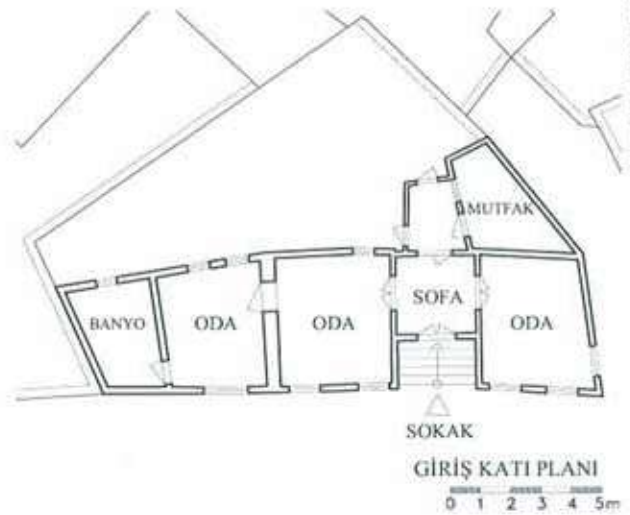 MUTFAK
SOFA
BANYO
ODA
ODA
ODA
SOKAK
GİRİŞ KATI PLANI
0 1 2 3 4 5m